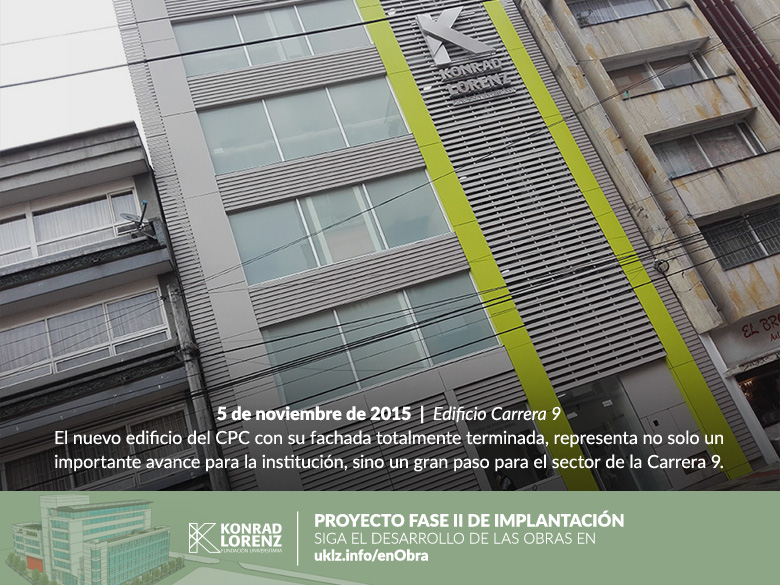 KONRAD
LORENZ
EL BR
5 de noviembre de 2015 | Edificio Carrera 9
El nuevo edificio del CPC con su fachada totalmente terminada, representa no solo un
importante avance para la institución, sino un gran paso para el sector de la Carrera 9.
KONRAD
LORENZ
FUNDACIÓN UNIVERSITARIA
PROYECTO FASE II DE IMPLANTACIÓN
SIGA EL DESARROLLO DE LAS OBRAS EN
uklz.info/enObra